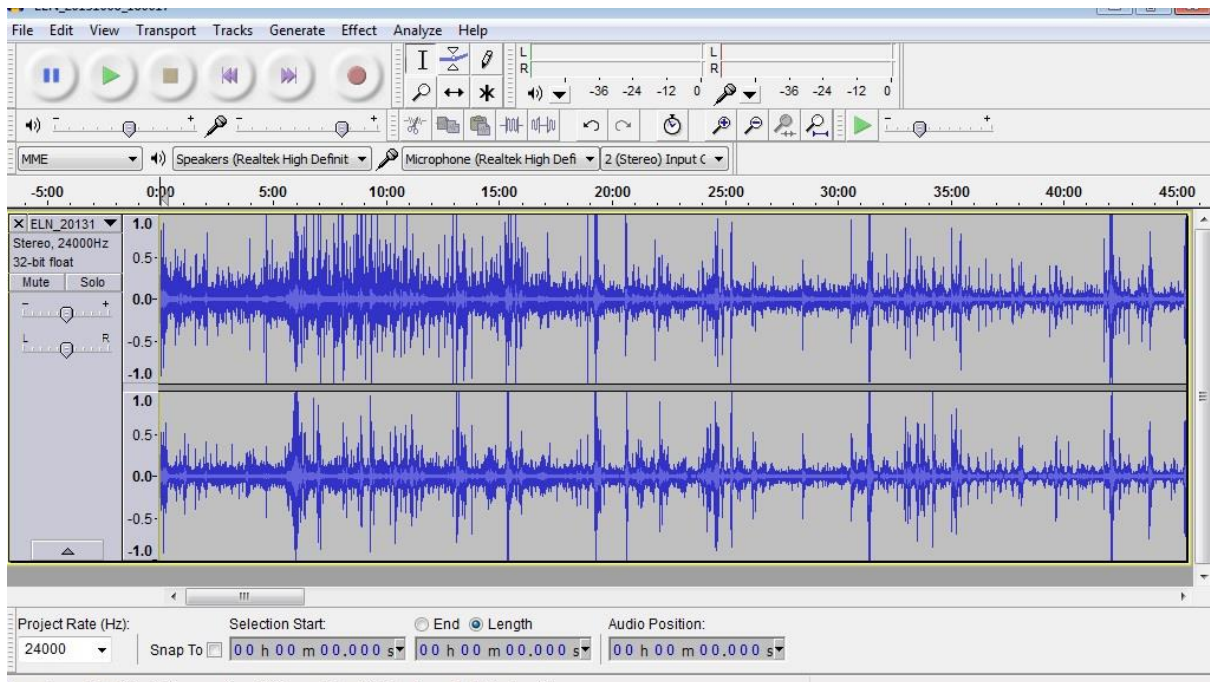 File Edit View Transport Tracks Generate Effect Analyze Help
L L
R R
-36 -24 -12 0 -36 -24 -12 0
MME Speakers (Realtek High Definit Microphone (Realtek High Defi 2 (Stereo) Input C
-5:00 0:00 5:00 10:00 15:00 20:00 25:00 30:00 35:00 40:00 45:00
X ELN_20131 1.0
Stereo, 24000Hz
32-bit float 0.5
Mute Solo
- + 0.0
L R -0.5
-1.0
1.0
0.5
0.0
-0.5
-1.0
Project Rate (Hz): Selection Start: End Length Audio Position:
24000 Snap To 00 h 00 m 00.000 s 00 h 00 m 00.000 s 00 h 00 m 00.000 s